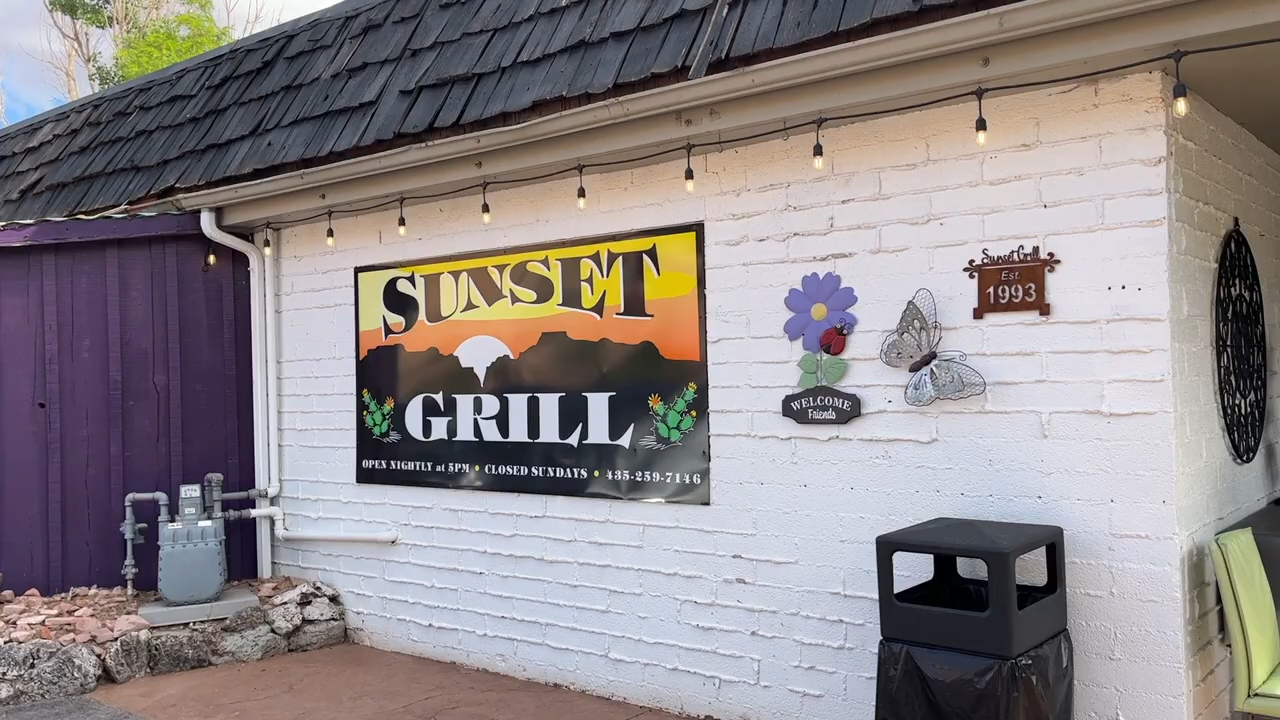 SUNSET
GRILL
OPEN NIGHTLY at 5PM • CLOSED SUNDAYS • 435-259-7146
WELCOME
Friends
Sunset Grill
Est
1993